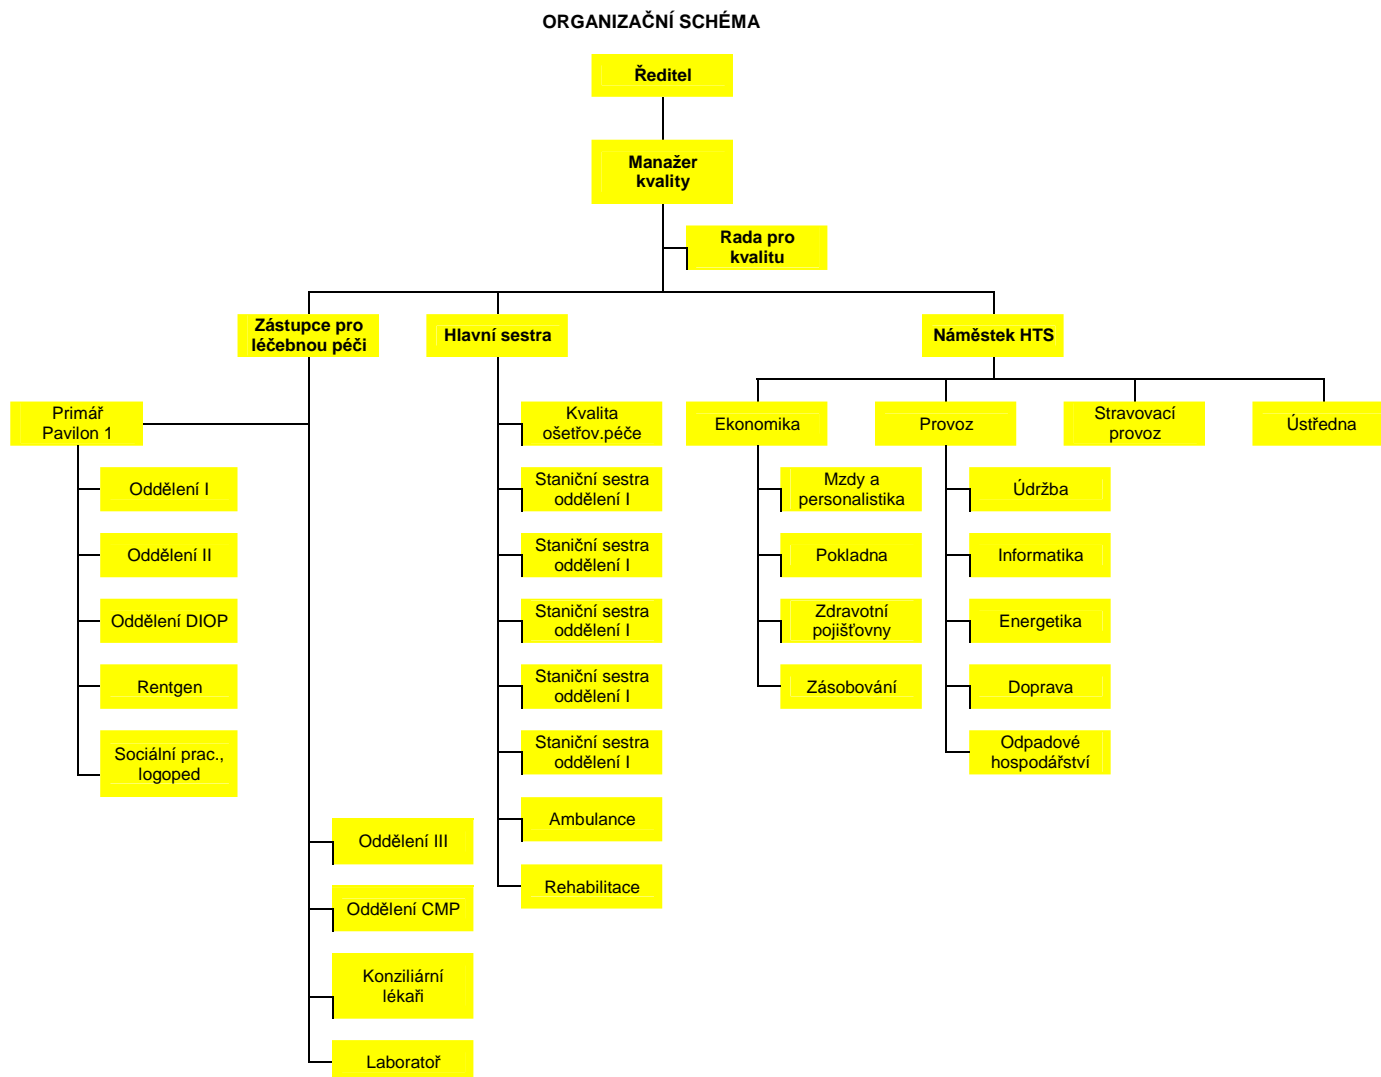 ORGANIZAČNÍ SCHÉMA
Ředitel
Manažer
kvality
Rada pro
kvalitu
Zástupce pro
léčebnou péči
Hlavní sestra
Náměstek HTS
Primář
Pavilon 1
Oddělení I
Oddělení II
Oddělení DIOP
Rentgen
Sociální prac.,
logoped
Oddělení III
Oddělení CMP
Konziliární
lékaři
Laboratoř
Kvalita
ošetřov.péče
Staniční sestra
oddělení I
Staniční sestra
oddělení I
Staniční sestra
oddělení I
Staniční sestra
oddělení I
Staniční sestra
oddělení I
Ambulance
Rehabilitace
Ekonomika
Mzdy a
personalistika
Pokladna
Zdravotní
pojišťovny
Zásobování
Provoz
Údržba
Informatika
Energetika
Doprava
Odpadové
hospodářství
Stravovací
provoz
Ústředna